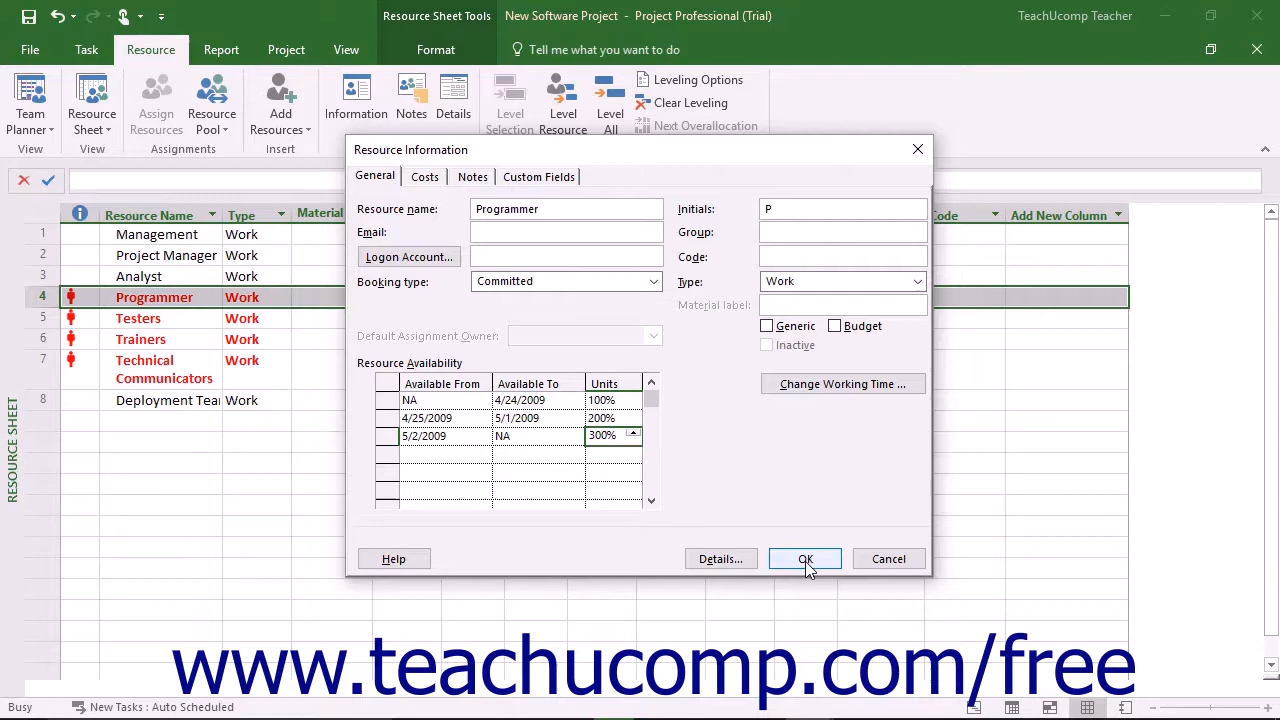 Resource Sheet Tools
New Software Project - Project Professional (Trial)
TeachUcomp Teacher
File Task Resource Report Project View Format Tell me what you want to do
Team Planner
Resource Sheet
Assign Resources
Resource Pool
Add Resources
Information
Notes
Details
Level Selection
Level Resource
Level All
Leveling Options
Clear Leveling
Next Overallocation
View View Assignments Insert
Resource Information
General Costs Notes Custom Fields
Resource name: Programmer Initials: P
Email: Group:
Logon Account... Code:
Booking type: Committed Type: Work
Material label:
Generic Budget
Default Assignment Owner: Inactive
Resource Availability
Change Working Time ...
Available From Available To Units
NA 4/24/2009 100%
4/25/2009 5/1/2009 200%
5/2/2009 NA 300%
Help Details... OK Cancel
Resource Name Type Material Code Add New Column
1 Management Work
2 Project Manager Work
3 Analyst Work
4 Programmer Work
5 Testers Work
6 Trainers Work
7 Technical Communicators Work
8 Deployment Tea Work
RESOURCE SHEET
www.teachucomp.com/free
Busy New Tasks : Auto Scheduled